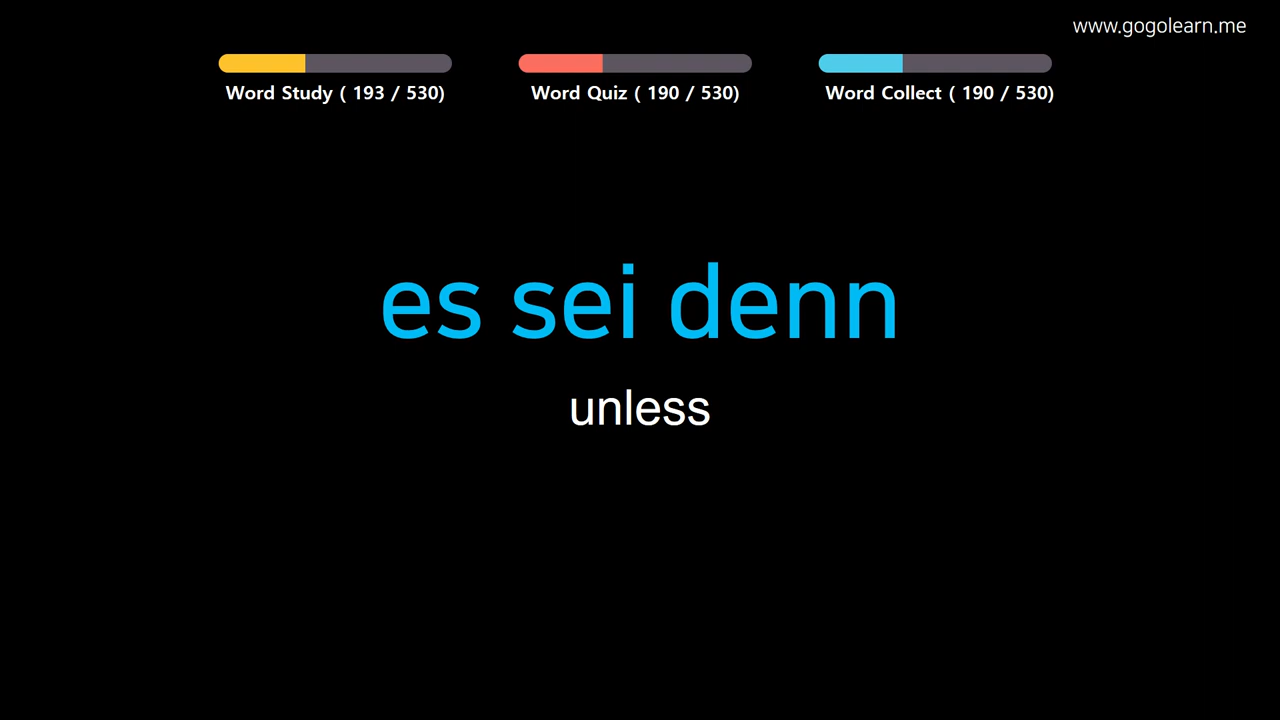 www.gogolearn.me
Word Study ( 193 / 530)
Word Quiz ( 190 / 530)
Word Collect ( 190 / 530)
es sei denn
unless